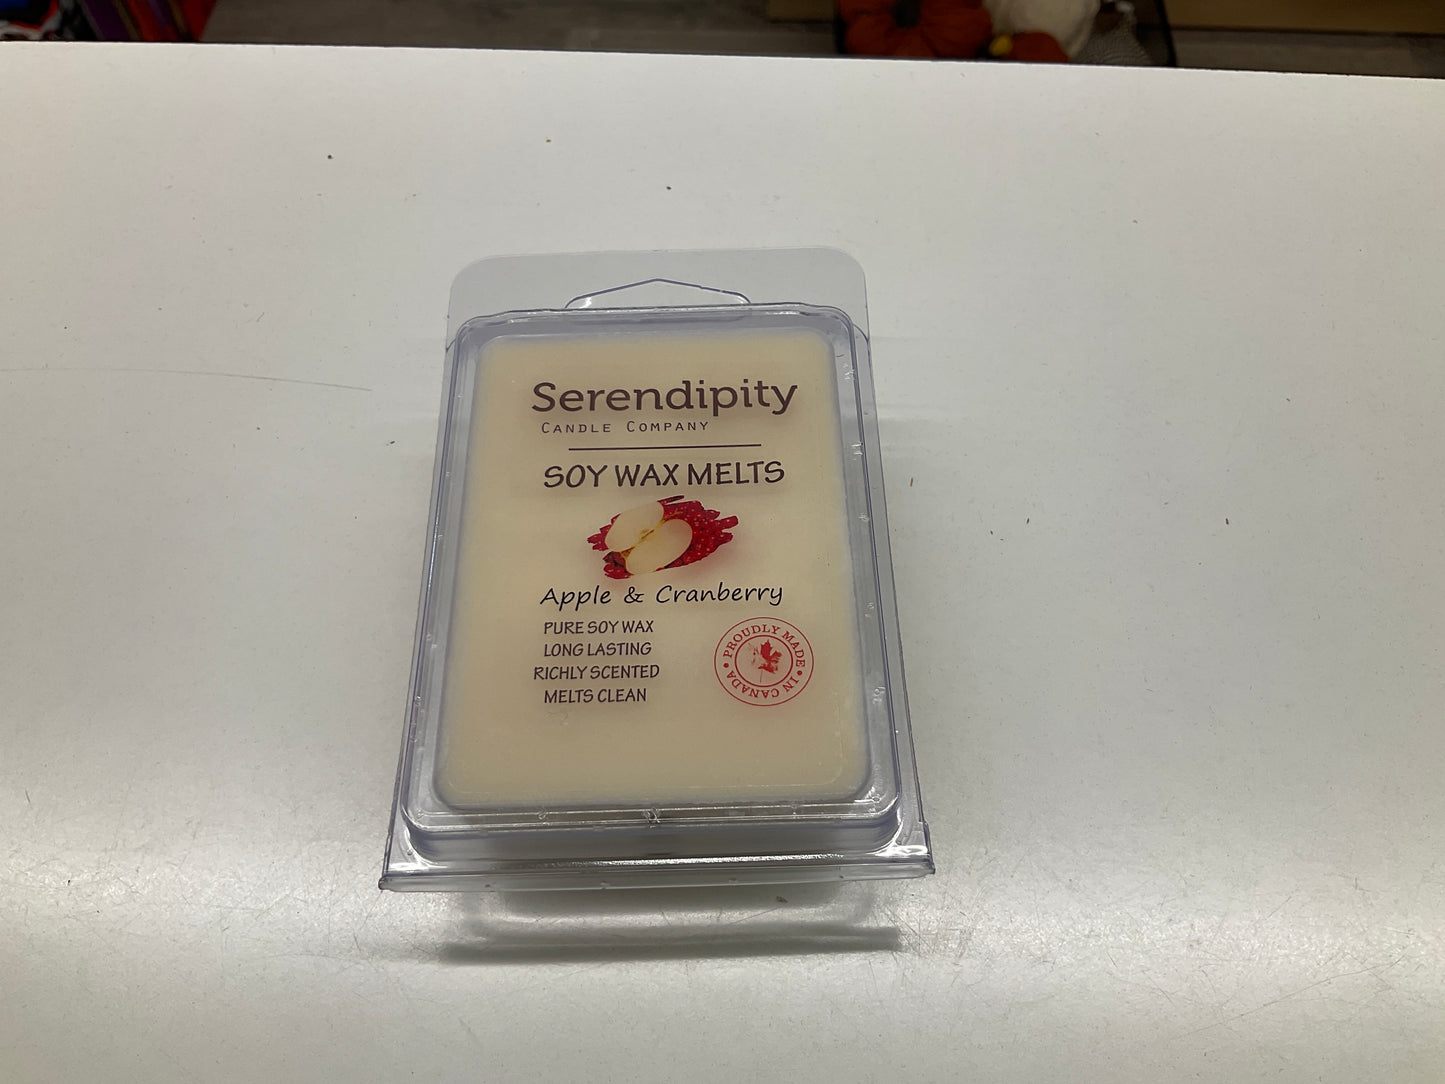 Serendipity
CANDLE COMPANY
SOY WAX MELTS
Apple & Cranberry
PURE SOY WAX
LONG LASTING
RICHLY SCENTED
MELTS CLEAN
PROUDLY MADE • IN CANADA •